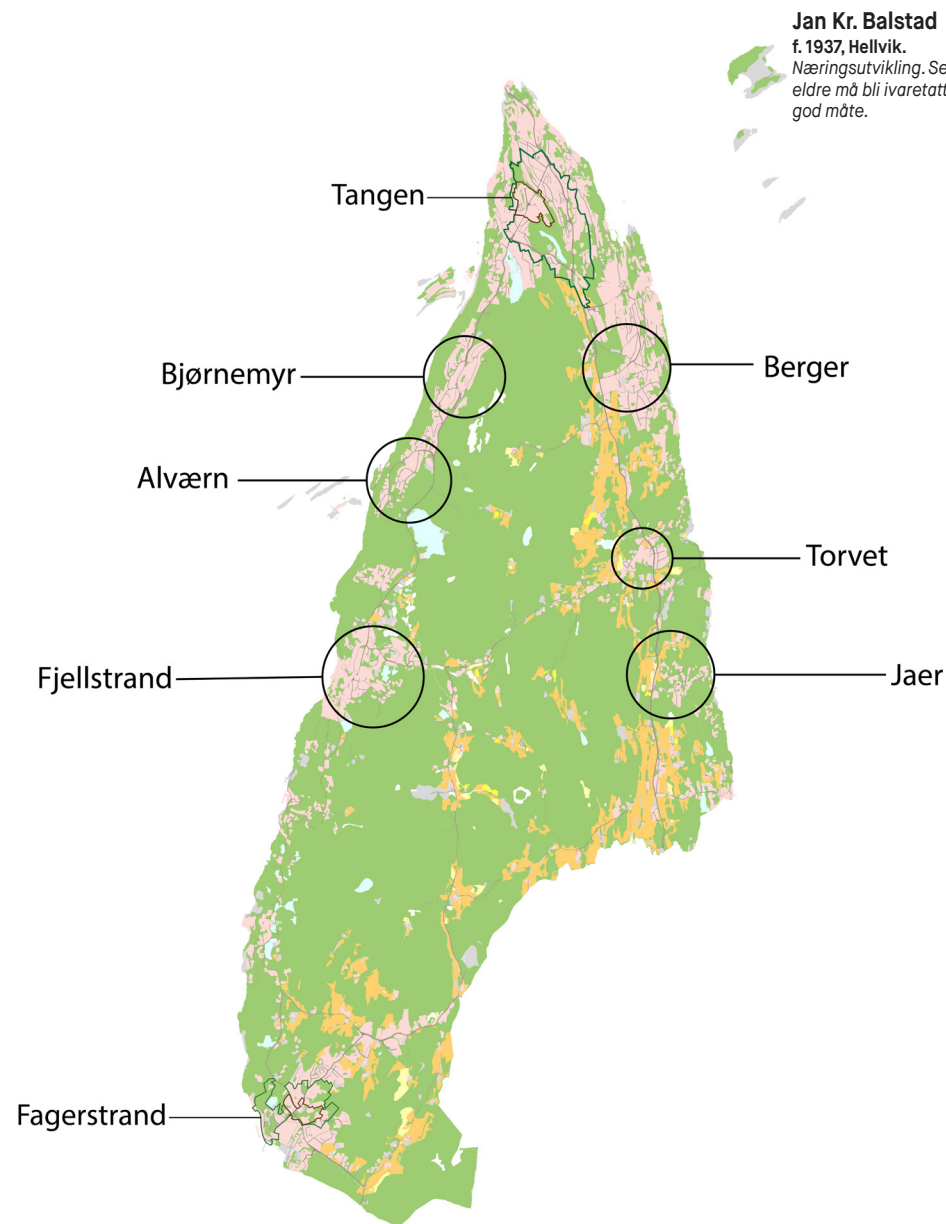 Jan Kr. Balstad
f. 1937, Hellvik.
Næringsutvikling. Se
eldre må bli ivaretatt
god måte.
Tangen
Bjørnemyr
Berger
Alværn
Torvet
Fjellstrand
Jaer
Fagerstrand